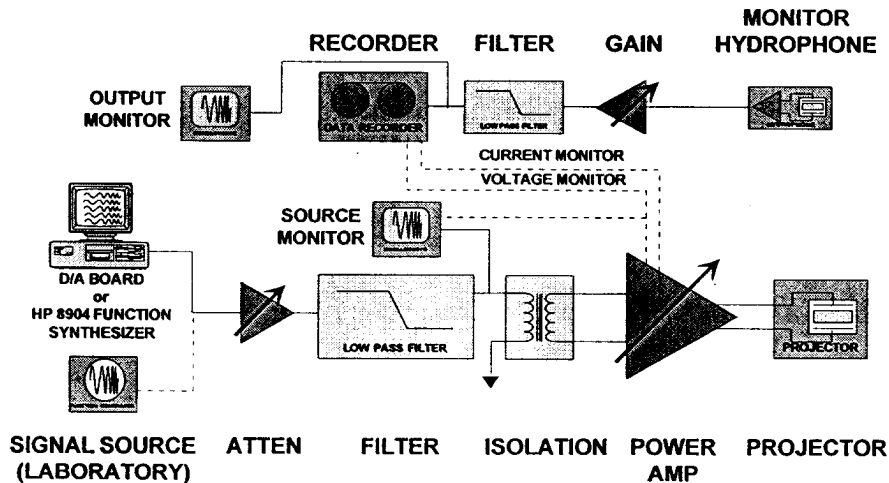 MONITOR
HYDROPHONE
RECORDER
FILTER
GAIN
OUTPUT
MONITOR
DATA RECORDER
LOW PASS FILTER
CURRENT MONITOR
VOLTAGE MONITOR
SOURCE
MONITOR
D/A BOARD
or
HP 8904 FUNCTION
SYNTHESIZER
LOW PASS FILTER
PROJECTOR
SIGNAL SOURCE
(LABORATORY)
ATTEN
FILTER
ISOLATION
POWER
AMP
PROJECTOR